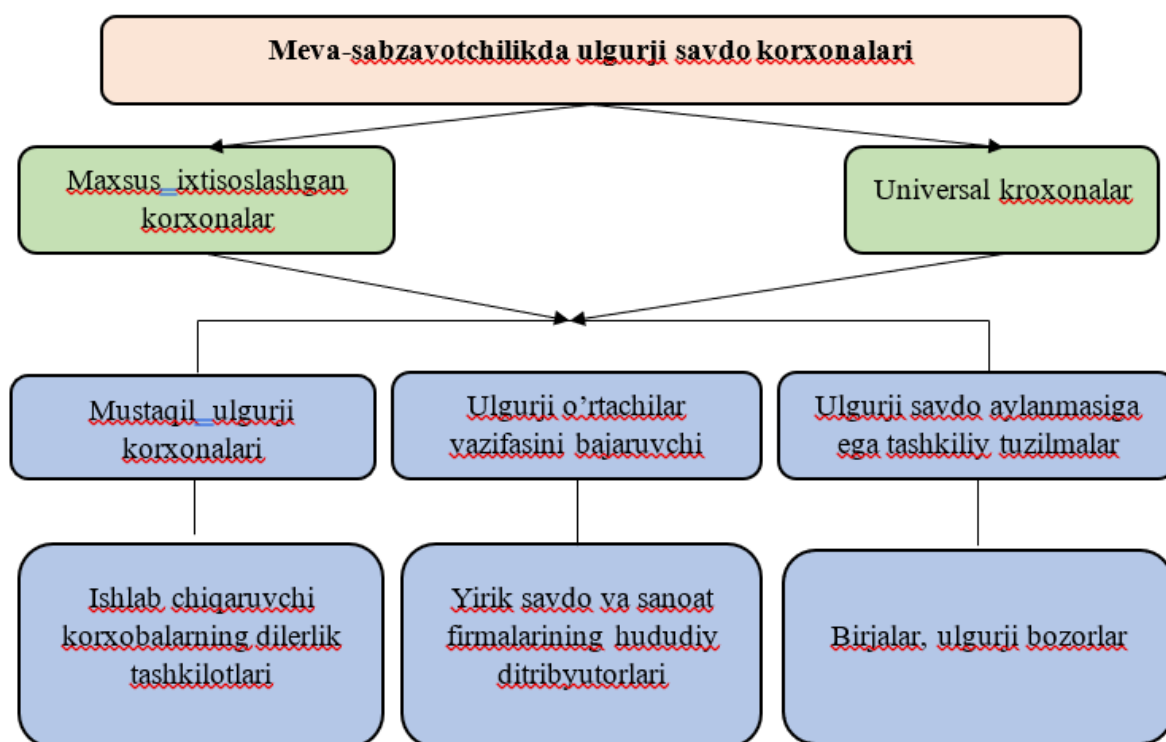 Meva-sabzavotchilikda ulgurji savdo korxonalari
Maxsus ixtisoslashgan
korxonalar
Universal kroxonalar
Mustaqil ulgurji
korxonalari
Ulgurji o’rtachilar
vazifasini bajaruvchi
Ulgurji savdo aylanmasiga
ega tashkiliy tuzilmalar
Ishlab chiqaruvchi
korxobalarning dilerlik
tashkilotlari
Yirik savdo va sanoat
firmalarining hududiy
ditribyutorlari
Birjalar, ulgurji bozorlar